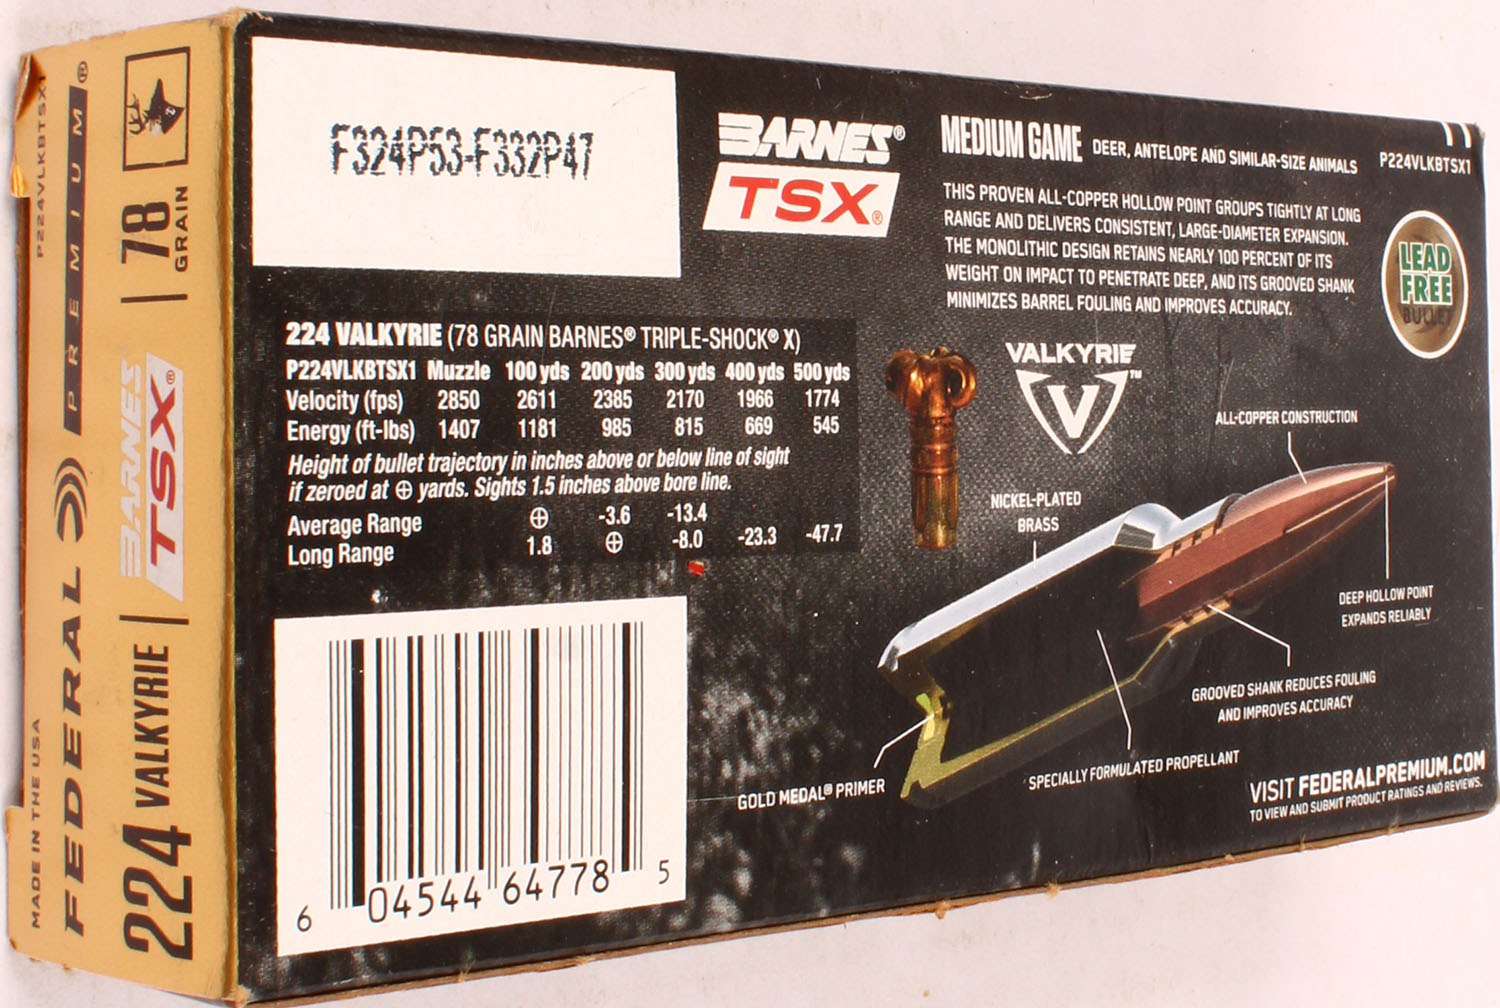 P224VLKBTSX1
MADE IN THE USA
FEDERAL PREMIUM®
224 VALKYRIE | BARNES TSX® | 78 GRAIN
F324P53-F332P47
BARNES®
TSX®
MEDIUM GAME DEER, ANTELOPE AND SIMILAR-SIZE ANIMALS
P224VLKBTSX1
THIS PROVEN ALL-COPPER HOLLOW POINT GROUPS TIGHTLY AT LONG
RANGE AND DELIVERS CONSISTENT, LARGE-DIAMETER EXPANSION.
THE MONOLITHIC DESIGN RETAINS NEARLY 100 PERCENT OF ITS
WEIGHT ON IMPACT TO PENETRATE DEEP, AND ITS GROOVED SHANK
MINIMIZES BARREL FOULING AND IMPROVES ACCURACY.
LEAD
FREE
BULLET
224 VALKYRIE (78 GRAIN BARNES® TRIPLE-SHOCK® X)
P224VLKBTSX1 Muzzle 100 yds 200 yds 300 yds 400 yds 500 yds
Velocity (fps) 2850 2611 2385 2170 1966 1774
Energy (ft-lbs) 1407 1181 985 815 669 545
Height of bullet trajectory in inches above or below line of sight
if zeroed at ⊕ yards. Sights 1.5 inches above bore line.
Average Range ⊕ -3.6 -13.4
Long Range 1.8 ⊕ -8.0 -23.3 -47.7
VALKYRIE
V™
ALL-COPPER CONSTRUCTION
NICKEL-PLATED
BRASS
DEEP HOLLOW POINT
EXPANDS RELIABLY
GROOVED SHANK REDUCES FOULING
AND IMPROVES ACCURACY
SPECIALLY FORMULATED PROPELLANT
GOLD MEDAL® PRIMER
VISIT FEDERALPREMIUM.COM
TO VIEW AND SUBMIT PRODUCT RATINGS AND REVIEWS.
6 04544 64778 5